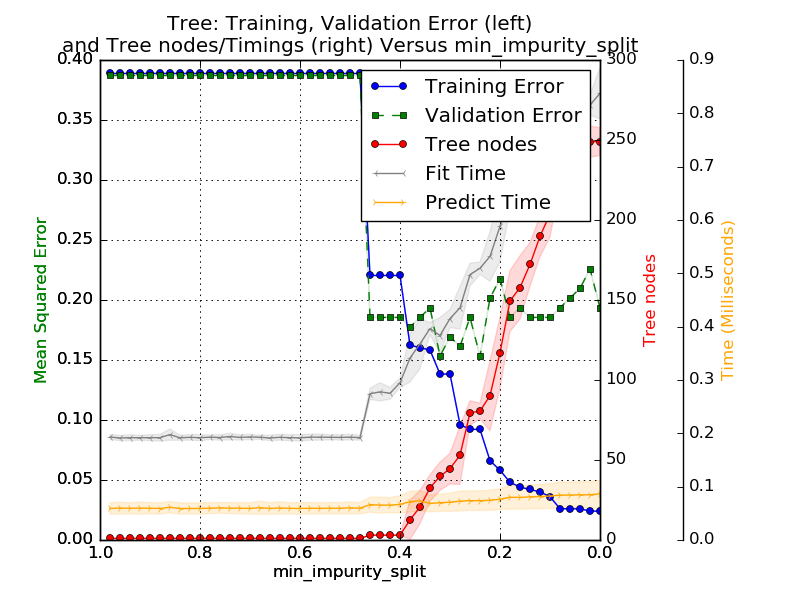 Tree: Training, Validation Error (left)
and Tree nodes/Timings (right) Versus min_impurity_split
Training Error
Validation Error
Tree nodes
Fit Time
Predict Time
Mean Squared Error
0.40
0.35
0.30
0.25
0.20
0.15
0.10
0.05
0.00
1.0 0.8 0.6 0.4 0.2 0.0
min_impurity_split
300
250
200
150
100
50
0
Tree nodes
0.9
0.8
0.7
0.6
0.5
0.4
0.3
0.2
0.1
0.0
Time (Milliseconds)